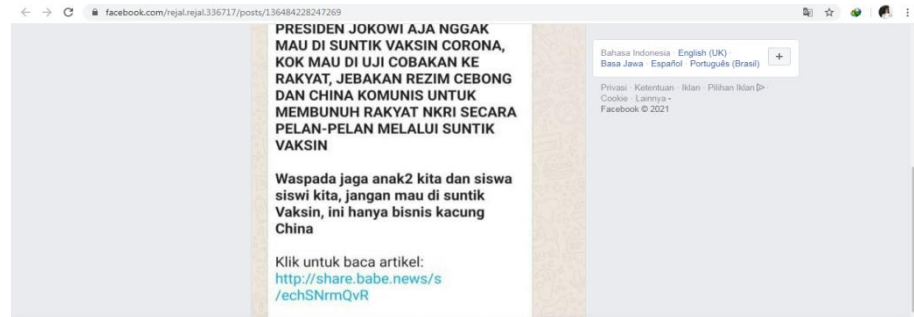 facebook.com/rejal.rejal.336717/posts/136484228247269
PRESIDEN JOKOWI AJA NGGAK
MAU DI SUNTIK VAKSIN CORONA,
KOK MAU DI UJI COBAKAN KE
RAKYAT, JEBAKAN REZIM CEBONG
DAN CHINA KOMUNIS UNTUK
MEMBUNUH RAKYAT NKRI SECARA
PELAN-PELAN MELALUI SUNTIK
VAKSIN
Waspada jaga anak2 kita dan siswa
siswi kita, jangan mau di suntik
Vaksin, ini hanya bisnis kacung
China
Klik untuk baca artikel:
http://share.babe.news/s
/echSNrmQvR
Bahasa Indonesia · English (UK) ·
Basa Jawa · Español · Português (Brasil)
Privasi · Ketentuan · Iklan · Pilihan Iklan ·
Cookie · Lainnya
Facebook © 2021